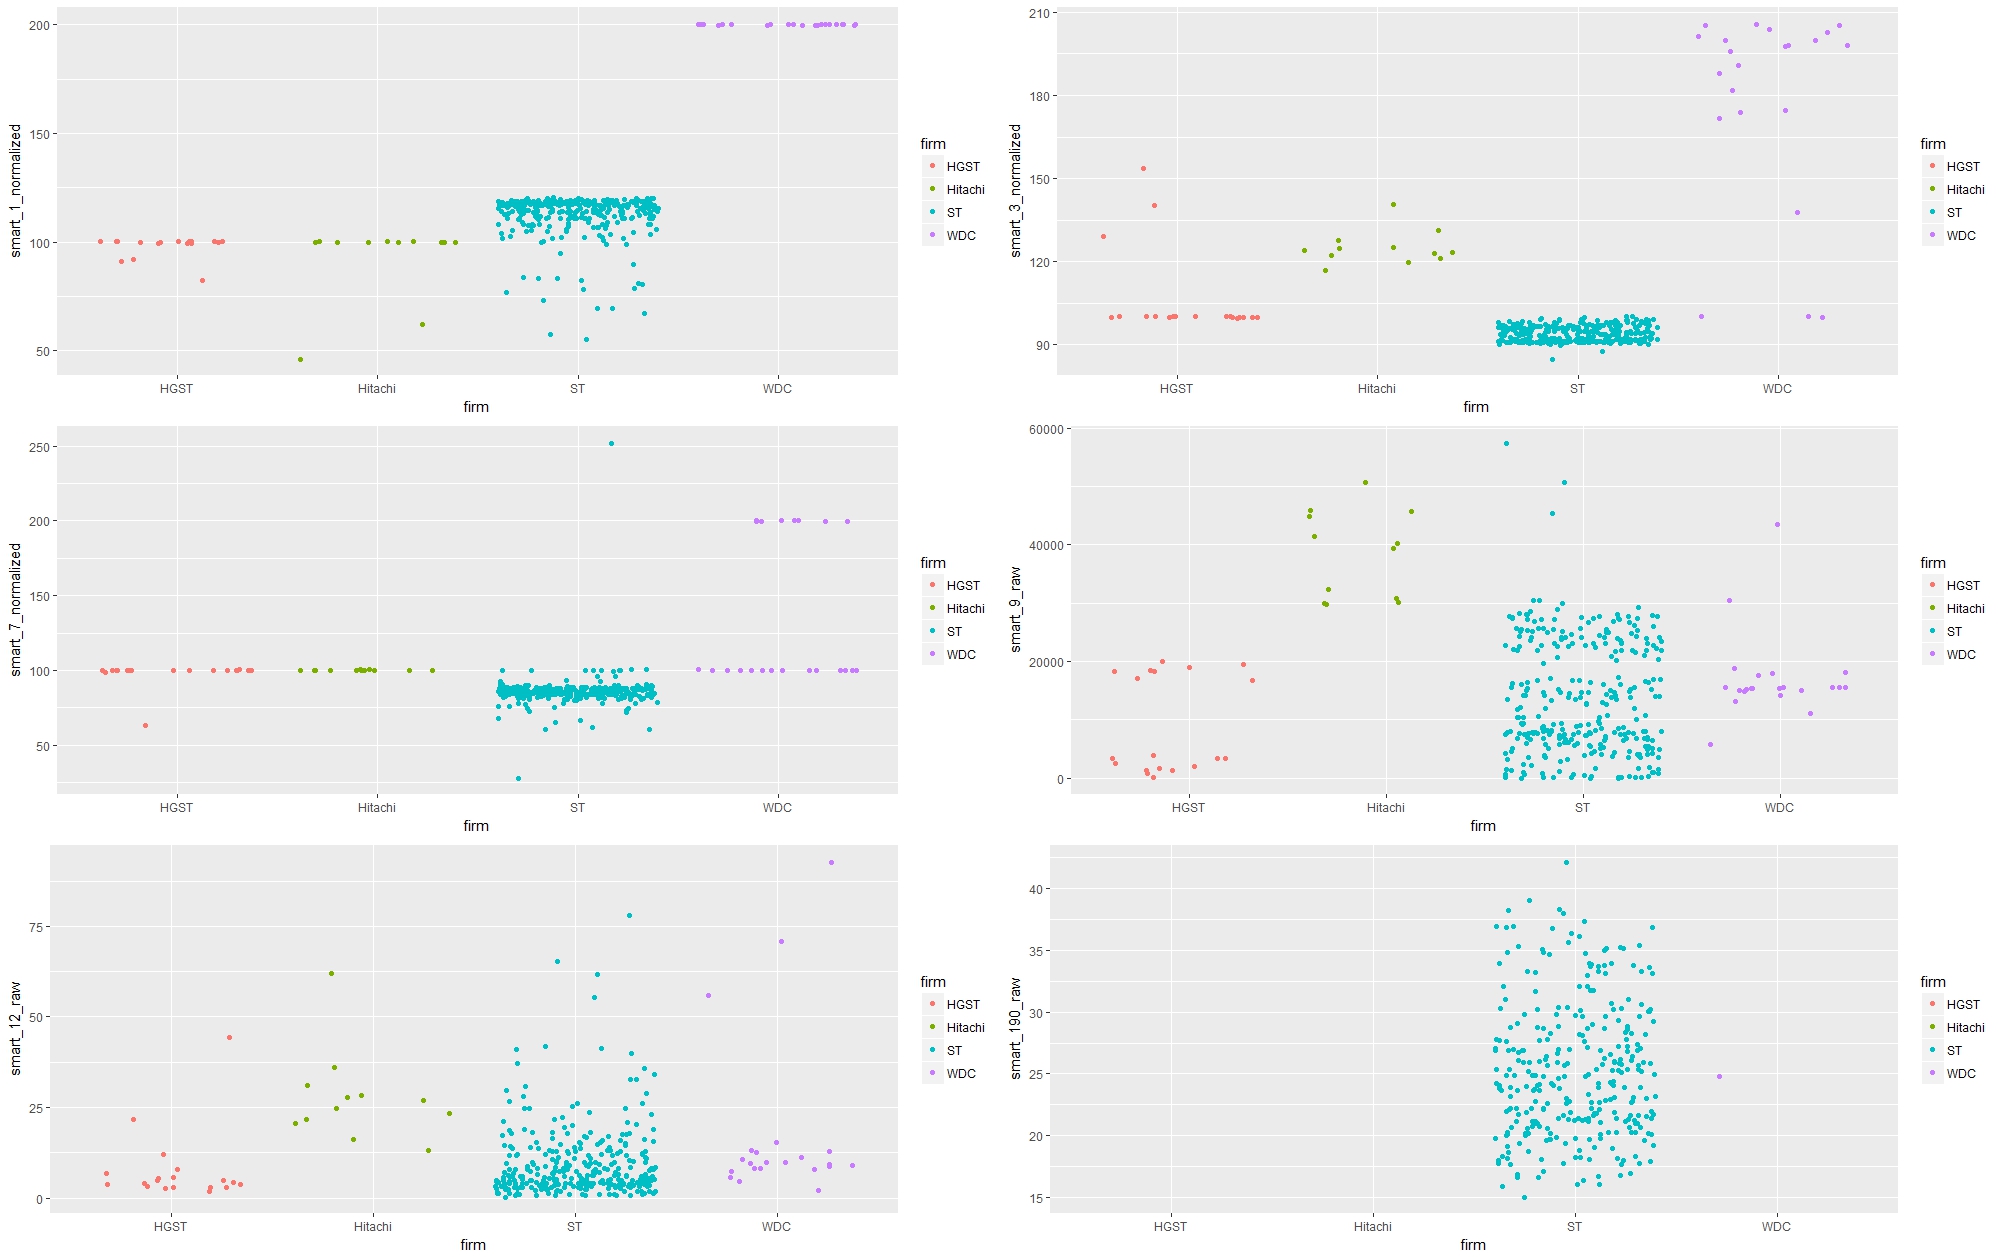 smart_1_normalized
200
150
100
50
HGST Hitachi ST WDC
firm
firm
HGST
Hitachi
ST
WDC
smart_3_normalized
210
180
150
120
90
HGST Hitachi ST WDC
firm
firm
HGST
Hitachi
ST
WDC
smart_7_normalized
250
200
150
100
50
HGST Hitachi ST WDC
firm
firm
HGST
Hitachi
ST
WDC
smart_9_raw
60000
40000
20000
0
HGST Hitachi ST WDC
firm
firm
HGST
Hitachi
ST
WDC
smart_12_raw
75
50
25
0
HGST Hitachi ST WDC
firm
firm
HGST
Hitachi
ST
WDC
smart_190_raw
40
35
30
25
20
15
HGST Hitachi ST WDC
firm
firm
HGST
Hitachi
ST
WDC